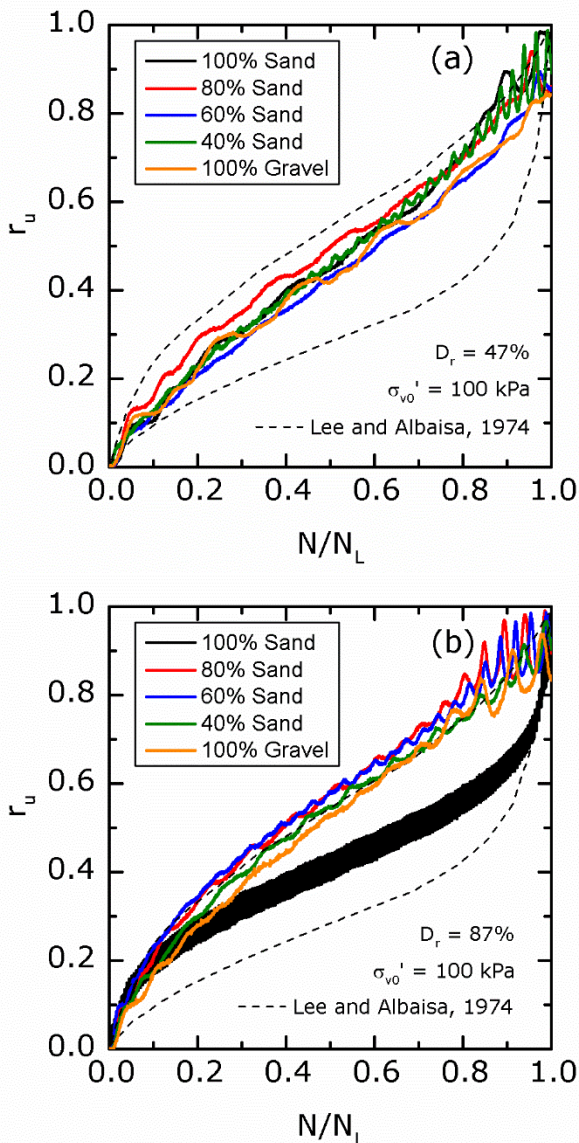 (a)
100% Sand
80% Sand
60% Sand
40% Sand
100% Gravel
1.0
0.8
0.6
0.4
0.2
0.0
r_u
D_r = 47%
σ_v0' = 100 kPa
Lee and Albaisa, 1974
0.0 0.2 0.4 0.6 0.8 1.0
N/N_L
(b)
100% Sand
80% Sand
60% Sand
40% Sand
100% Gravel
1.0
0.8
0.6
0.4
0.2
0.0
r_u
D_r = 87%
σ_v0' = 100 kPa
Lee and Albaisa, 1974
0.0 0.2 0.4 0.6 0.8 1.0
N/N_L